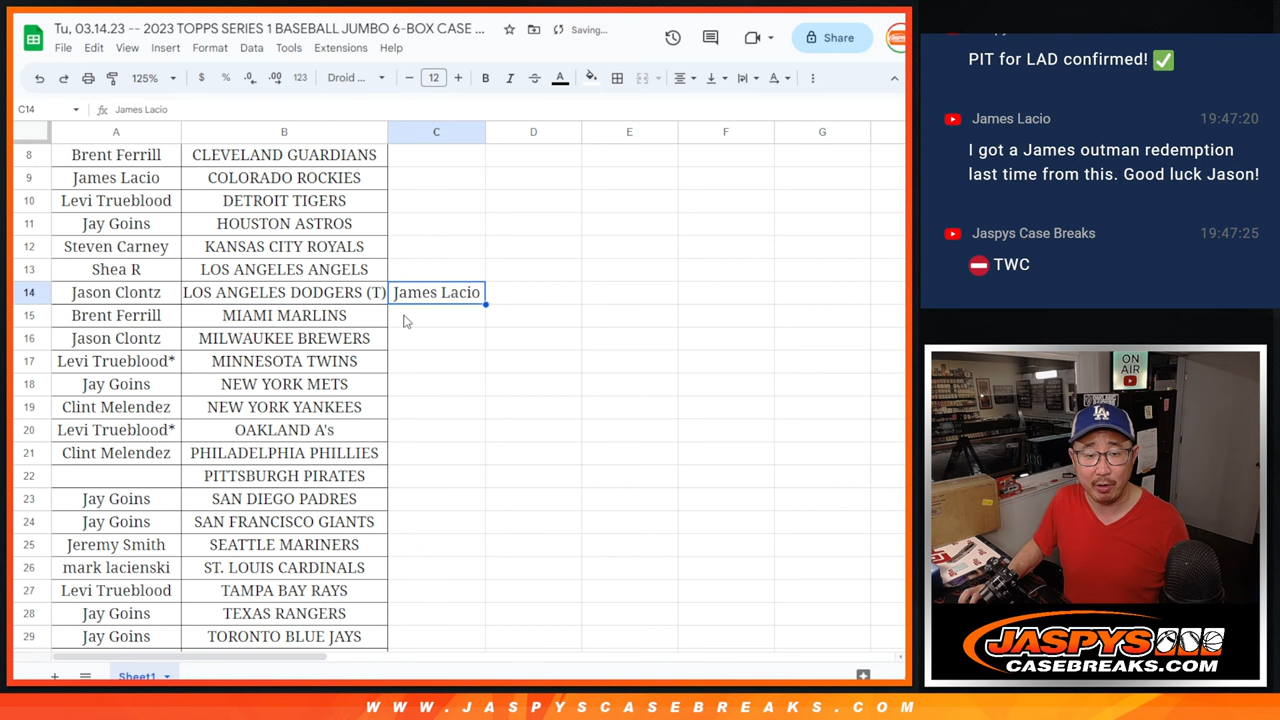 Tu, 03.14.23 -- 2023 TOPPS SERIES 1 BASEBALL JUMBO 6-BOX CASE ...
Saving...
File Edit View Insert Format Data Tools Extensions Help
Share
125% $ % .0 .00 123 Droid ... 12 B I A
C14 fx James Lacio
A B C D E F G
8 Brent Ferrill CLEVELAND GUARDIANS
9 James Lacio COLORADO ROCKIES
10 Levi Trueblood DETROIT TIGERS
11 Jay Goins HOUSTON ASTROS
12 Steven Carney KANSAS CITY ROYALS
13 Shea R LOS ANGELES ANGELS
14 Jason Clontz LOS ANGELES DODGERS (T) James Lacio
15 Brent Ferrill MIAMI MARLINS
16 Jason Clontz MILWAUKEE BREWERS
17 Levi Trueblood* MINNESOTA TWINS
18 Jay Goins NEW YORK METS
19 Clint Melendez NEW YORK YANKEES
20 Levi Trueblood* OAKLAND A's
21 Clint Melendez PHILADELPHIA PHILLIES
22 PITTSBURGH PIRATES
23 Jay Goins SAN DIEGO PADRES
24 Jay Goins SAN FRANCISCO GIANTS
25 Jeremy Smith SEATTLE MARINERS
26 mark lacienski ST. LOUIS CARDINALS
27 Levi Trueblood TAMPA BAY RAYS
28 Jay Goins TEXAS RANGERS
29 Jay Goins TORONTO BLUE JAYS
Sheet1
PIT for LAD confirmed! ✅
James Lacio 19:47:20
I got a James outman redemption
last time from this. Good luck Jason!
Jaspys Case Breaks 19:47:25
⛔ TWC
ON
AIR
LA
JASPYS
CASEBREAKS.COM
WWW.JASPYSCASEBREAKS.COM